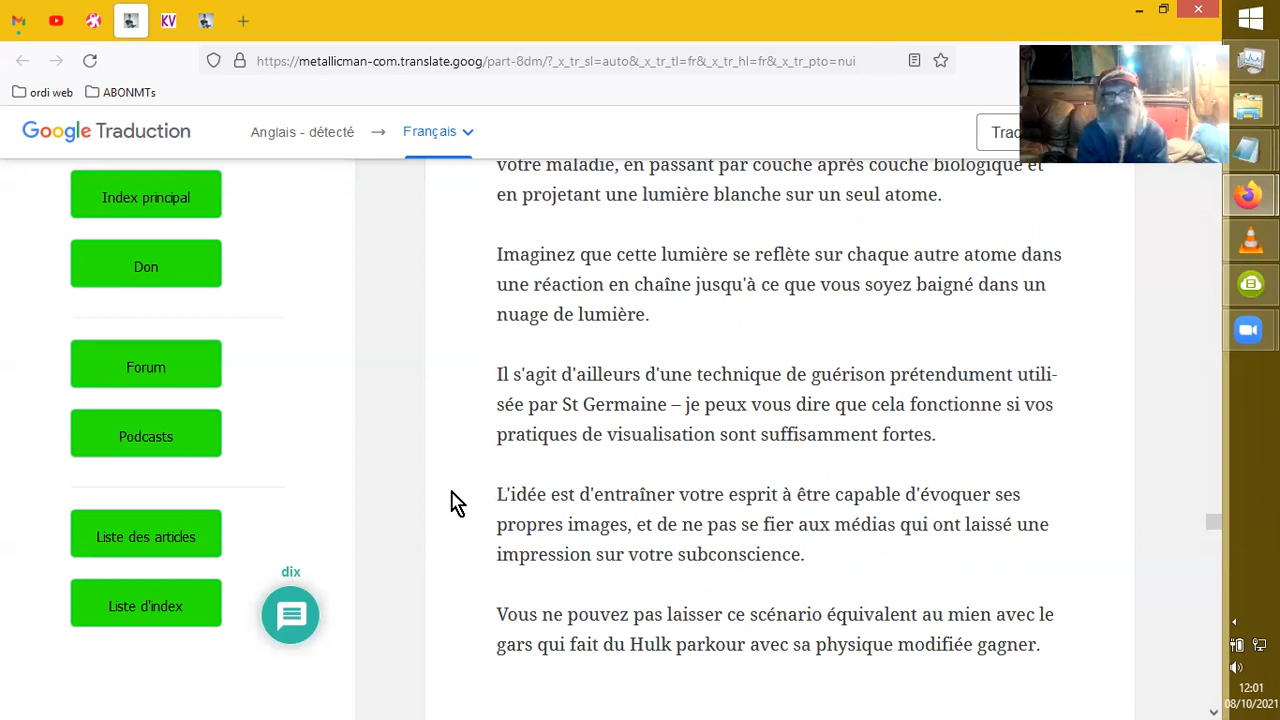 KV
https://metallicman-com.translate.goog/part-8dm/?_x_tr_sl=auto&_x_tr_tl=fr&_x_tr_hl=fr&_x_tr_pto=nui
ordi web
ABONMTs
Google Traduction
Anglais - détecté
Français
Index principal
Don
Forum
Podcasts
Liste des articles
Liste d'index
dix
votre maladie, en passant par couche après couche biologique et
en projetant une lumière blanche sur un seul atome.
Imaginez que cette lumière se reflète sur chaque autre atome dans
une réaction en chaîne jusqu'à ce que vous soyez baigné dans un
nuage de lumière.
Il s'agit d'ailleurs d'une technique de guérison prétendument utili-
sée par St Germaine – je peux vous dire que cela fonctionne si vos
pratiques de visualisation sont suffisamment fortes.
L'idée est d'entraîner votre esprit à être capable d'évoquer ses
propres images, et de ne pas se fier aux médias qui ont laissé une
impression sur votre subconscience.
Vous ne pouvez pas laisser ce scénario équivalent au mien avec le
gars qui fait du Hulk parkour avec sa physique modifiée gagner.
12:01
08/10/2021